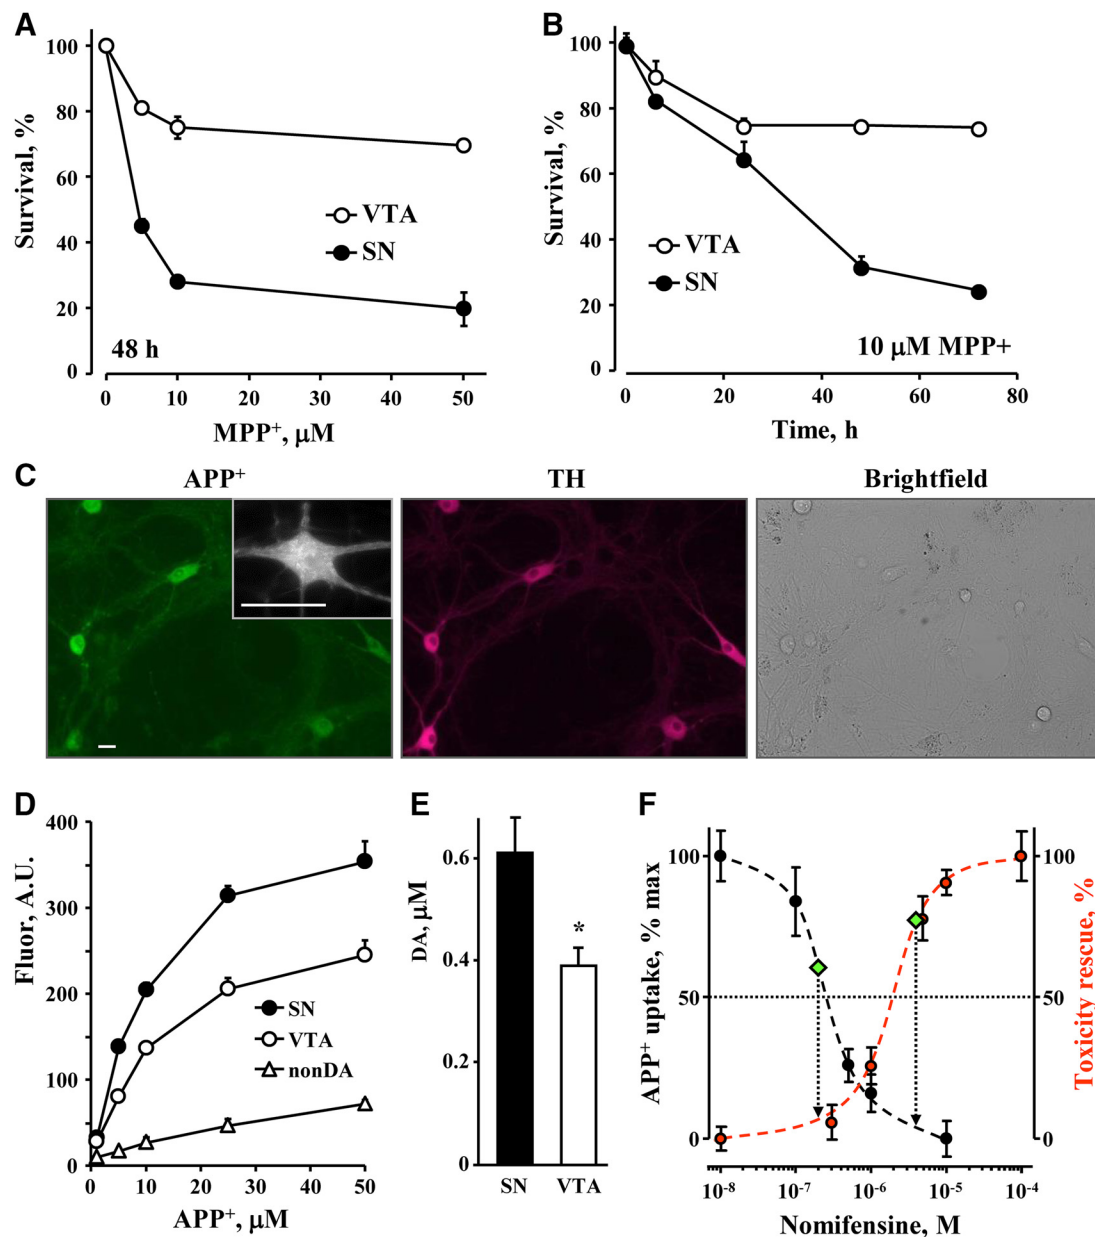 A
Survival, %
100
80
60
40
20
0
VTA
SN
48 h
0
10
20
30
40
50
MPP+, μM
B
Survival, %
100
80
60
40
20
0
VTA
SN
10 μM MPP+
0
20
40
60
80
Time, h
C
APP+
TH
Brightfield
D
Fluor, A.U.
400
300
200
100
0
SN
VTA
nonDA
0
10
20
30
40
50
APP+, μM
E
DA, μM
0.6
0.4
0.2
0
*
SN
VTA
F
APP+ uptake, % max
100
50
0
100
50
0
Toxicity rescue, %
10-8
10-7
10-6
10-5
10-4
Nomifensine, M